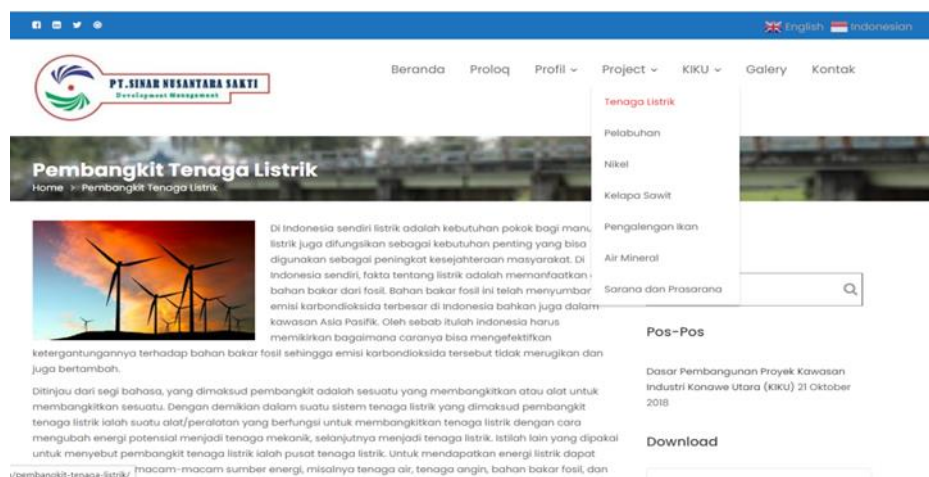 English Indonesian
PT.SINAR NUSANTARA SAKTI
Development Management
Beranda Proloq Profil Project KIKU Galery Kontak
Tenaga Listrik
Pelabuhan
Nikel
Kelapa Sawit
Pengalengan Ikan
Air Mineral
Sarana dan Prasarana
Pembangkit Tenaga Listrik
Home > Pembangkit Tenaga Listrik
Di Indonesia sendiri listrik adalah kebutuhan pokok bagi manu
listrik juga difungsikan sebagai kebutuhan penting yang bisa
digunakan sebagai peningkat kesejahteraan masyarakat. Di
Indonesia sendiri, fakta tentang listrik adalah memanfaatkan
bahan bakar dari fosil. Bahan bakar fosil ini telah menyumbar
emisi karbondioksida terbesar di Indonesia bahkan juga dalam
kawasan Asia Pasifik. Oleh sebab itulah indonesia harus
memikirkan bagaimana caranya bisa mengefektifkan
ketergantungannya terhadap bahan bakar fosil sehingga emisi karbondioksida tersebut tidak merugikan dan
juga bertambah.
Ditinjau dari segi bahasa, yang dimaksud pembangkit adalah sesuatu yang membangkitkan atau alat untuk
membangkitkan sesuatu. Dengan demikian dalam suatu sistem tenaga listrik yang dimaksud pembangkit
tenaga listrik ialah suatu alat/peralatan yang berfungsi untuk membangkitkan tenaga listrik dengan cara
mengubah energi potensial menjadi tenaga mekanik, selanjutnya menjadi tenaga listrik. Istilah lain yang dipakai
untuk menyebut pembangkit tenaga listrik ialah pusat tenaga listrik. Untuk mendapatkan energi listrik dapat
macam-macam sumber energi, misalnya tenaga air, tenaga angin, bahan bakar fosil, dan
/pembangkit-tenaga-listrik/
Pos-Pos
Dasar Pembangunan Proyek Kawasan
Industri Konawe Utara (KIKU) 21 Oktober
2018
Download